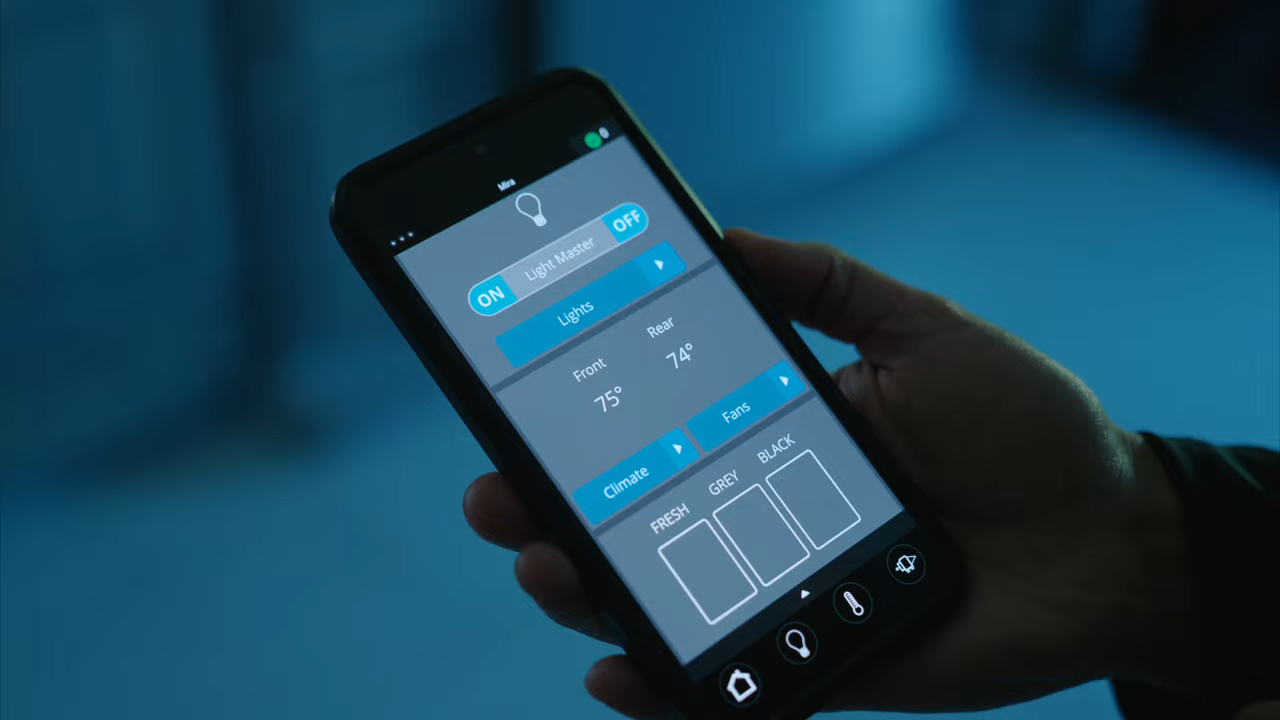 Mira
ON Light Master OFF
Lights
Front Rear
75° 74°
Climate Fans
FRESH GREY BLACK